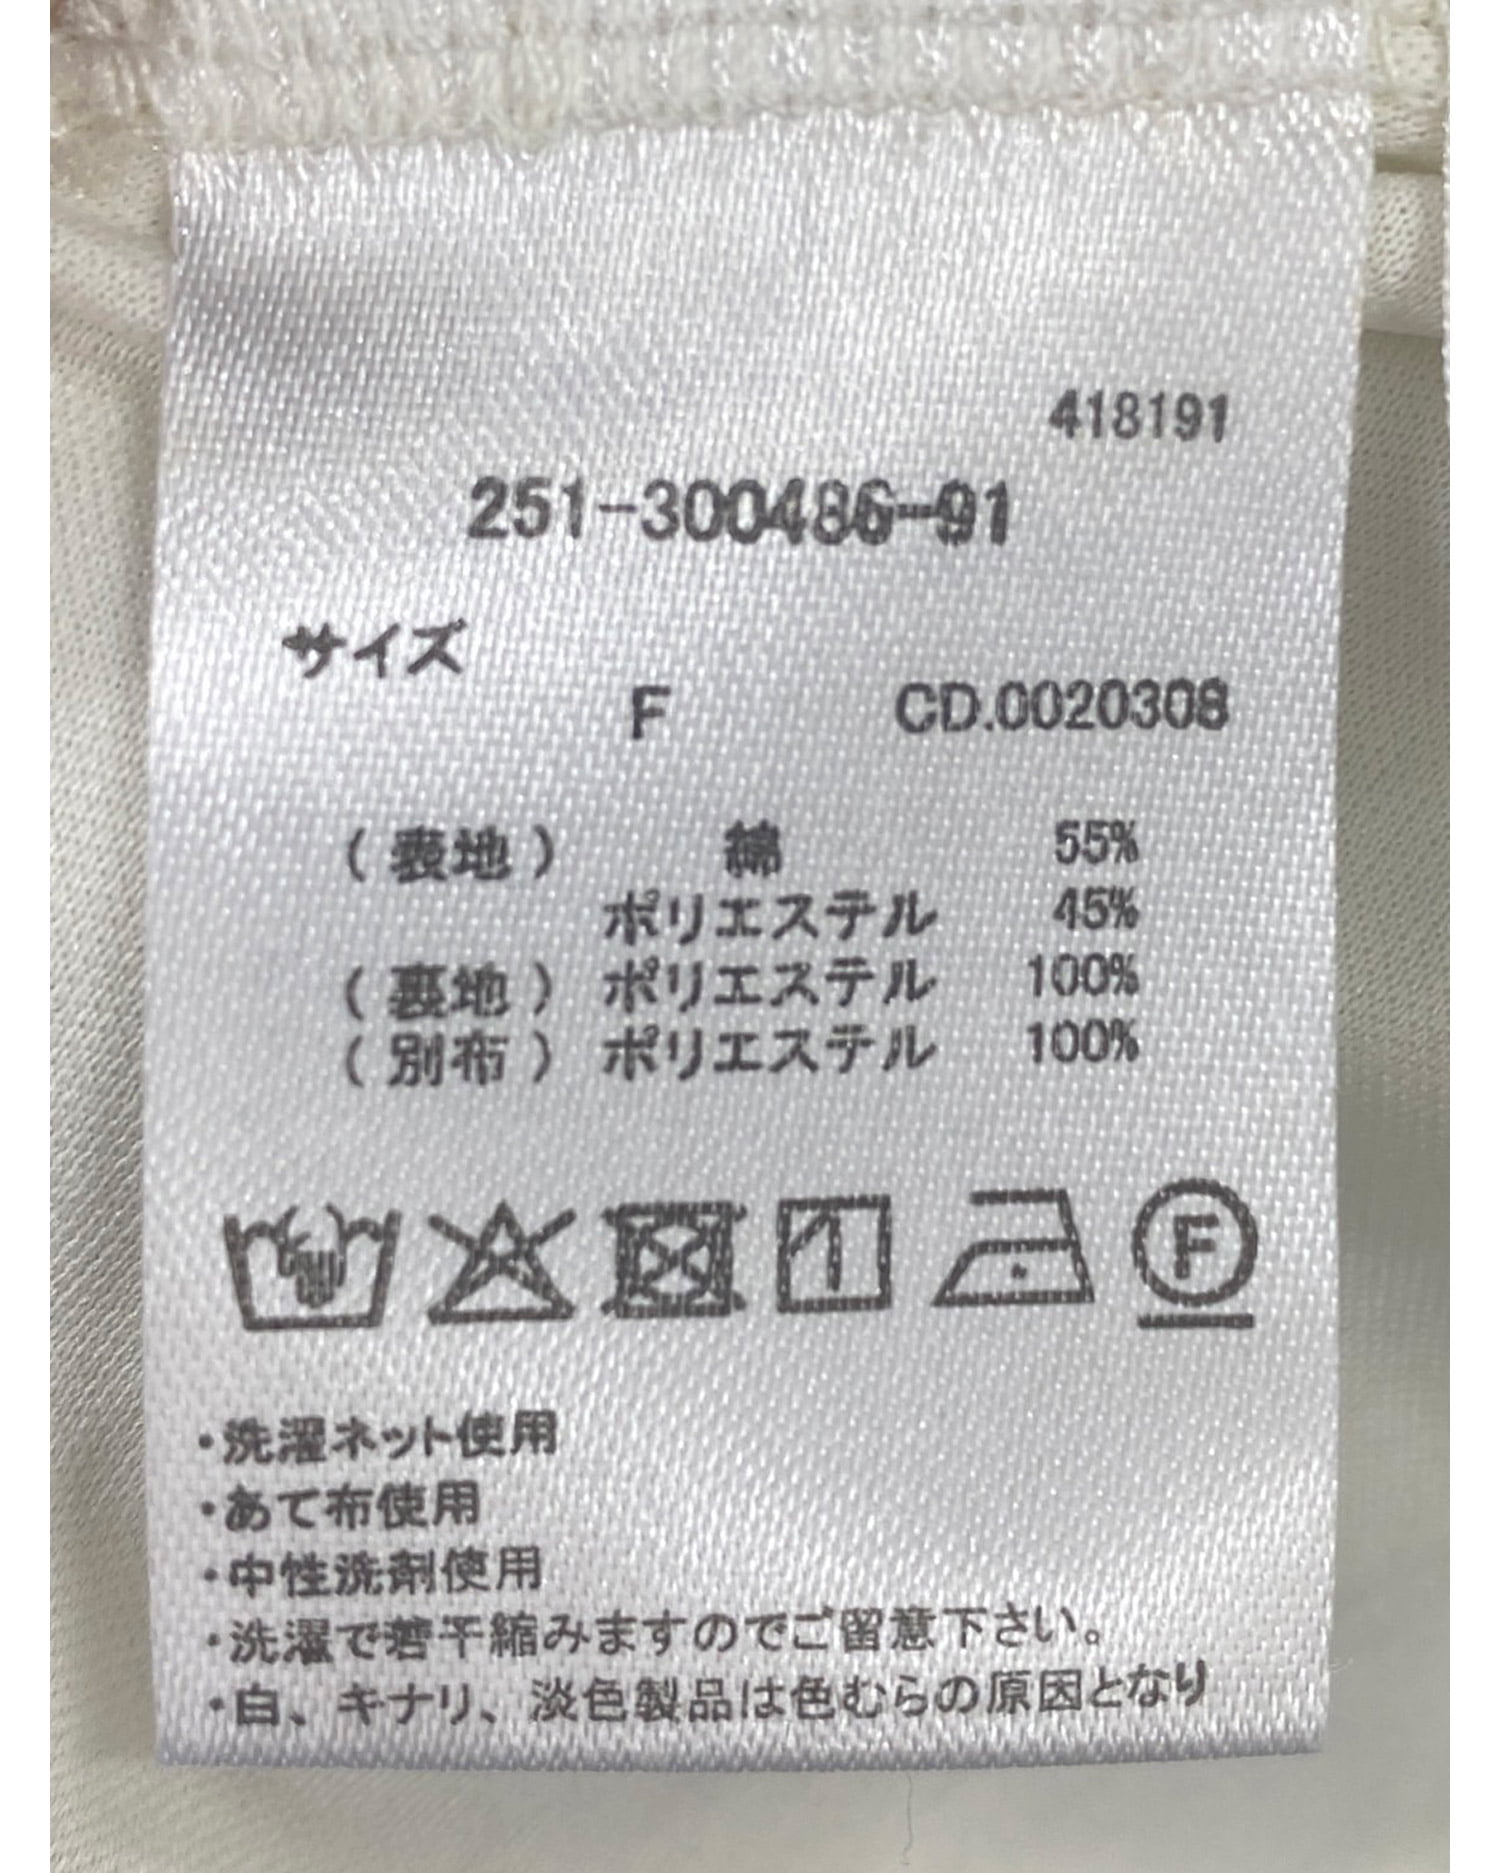 418191
251-300486-91
サイズ
F CD.0020308
(表地) 綿 55%
ポリエステル 45%
(裏地) ポリエステル 100%
(別布) ポリエステル 100%
F
・洗濯ネット使用
・あて布使用
・中性洗剤使用
・洗濯で若干縮みますのでご留意下さい。
・白、キナリ、淡色製品は色むらの原因となり